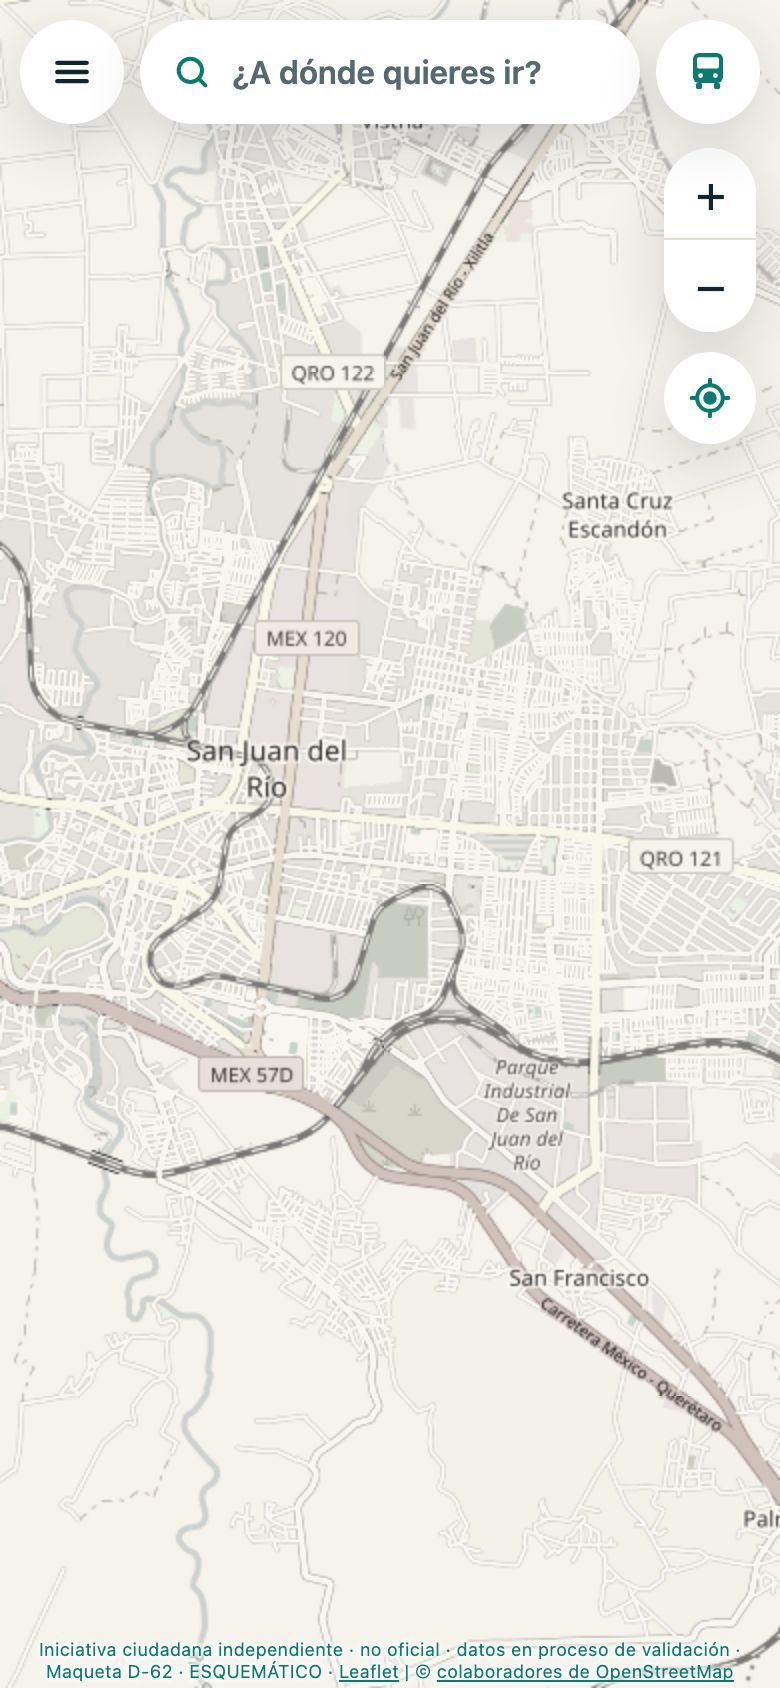 ¿A dónde quieres ir?
San Juan del Río - Xilitla
QRO 122
Santa Cruz
Escandón
MEX 120
San Juan del
Río
QRO 121
MEX 57D
Parque
Industrial
De San
Juan del
Río
San Francisco
Carretera México - Querétaro
Iniciativa ciudadana independiente · no oficial · datos en proceso de validación ·
Maqueta D-62 · ESQUEMÁTICO · Leaflet | © colaboradores de OpenStreetMap